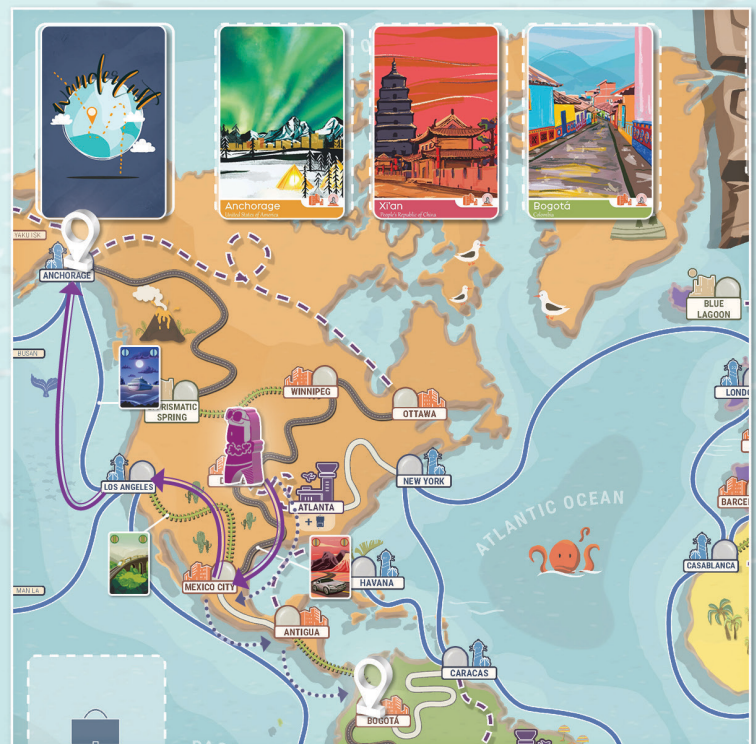 Wanderlust
Anchorage
United States of America
Xi'an
People's Republic of China
Bogotá
Colombia
YAKUTSK
ANCHORAGE
BLUE
LAGOON
BUSAN
PRISMATIC
SPRING
WINNIPEG
OTTAWA
LOND
D
LOS ANGELES
NEW YORK
ATLANTA
+
BARCEL
ATLANTIC OCEAN
CASABLANCA
MANILA
MEXICO CITY
HAVANA
ANTIGUA
CARACAS
BOGOTÁ